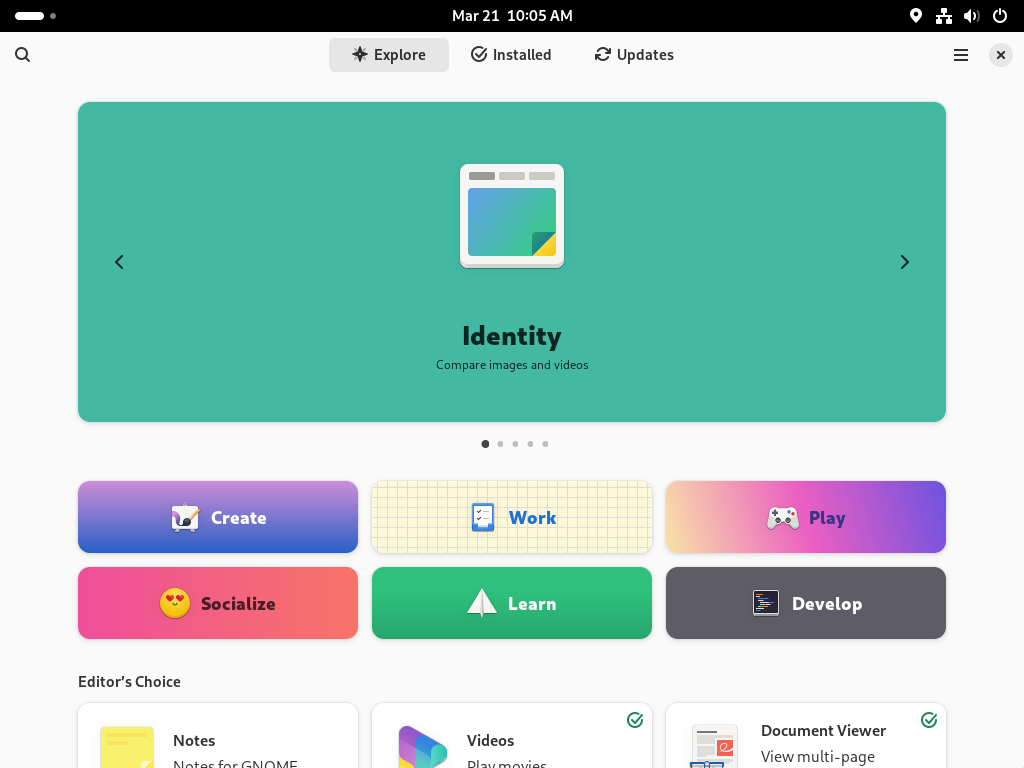 Mar 21 10:05 AM
Explore
Installed
Updates
Identity
Compare images and videos
Create
Work
Play
Socialize
Learn
Develop
Editor's Choice
Notes
Notes for GNOME
Videos
Play movies
Document Viewer
View multi-page